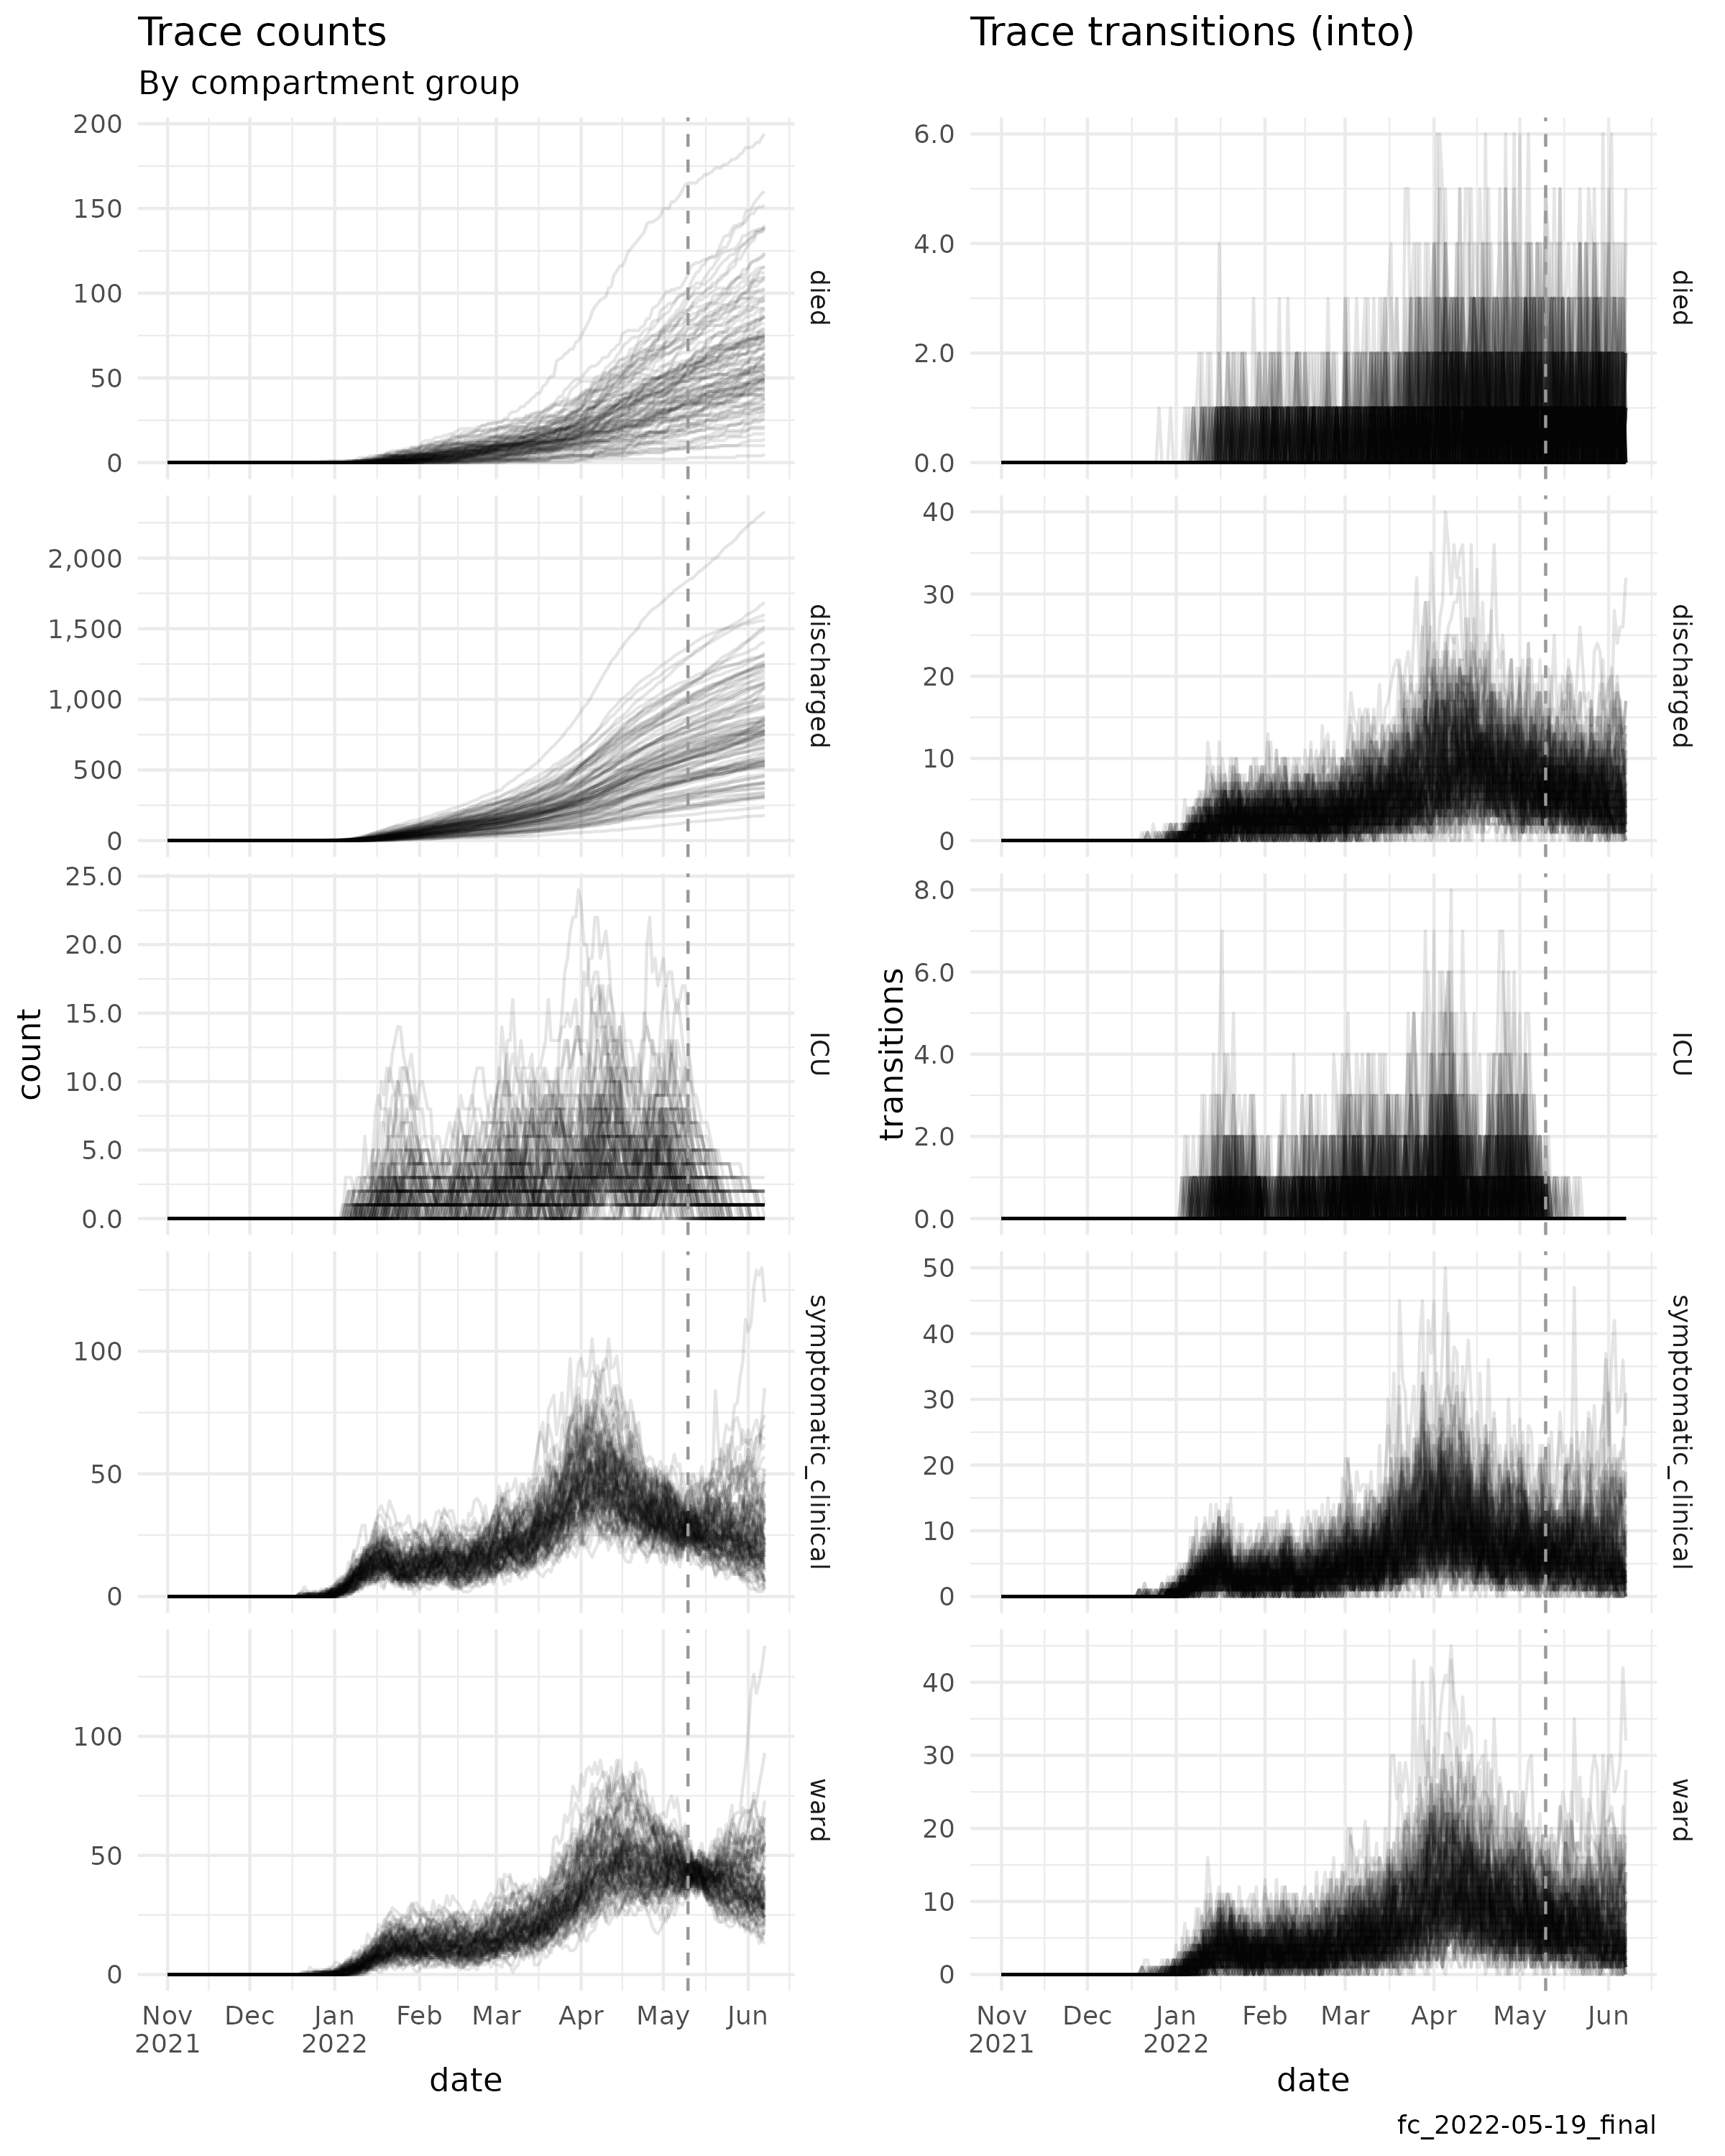 Trace counts
By compartment group
Trace transitions (into)
count
200
150
100
50
0
died
2,000
1,500
1,000
500
0
discharged
25.0
20.0
15.0
10.0
5.0
0.0
ICU
100
50
0
symptomatic_clinical
100
50
0
ward
Nov Dec Jan Feb Mar Apr May Jun
2021 2022
date
transitions
6.0
4.0
2.0
0.0
died
40
30
20
10
0
discharged
8.0
6.0
4.0
2.0
0.0
ICU
50
40
30
20
10
0
symptomatic_clinical
40
30
20
10
0
ward
Nov Dec Jan Feb Mar Apr May Jun
2021 2022
date
fc_2022-05-19_final